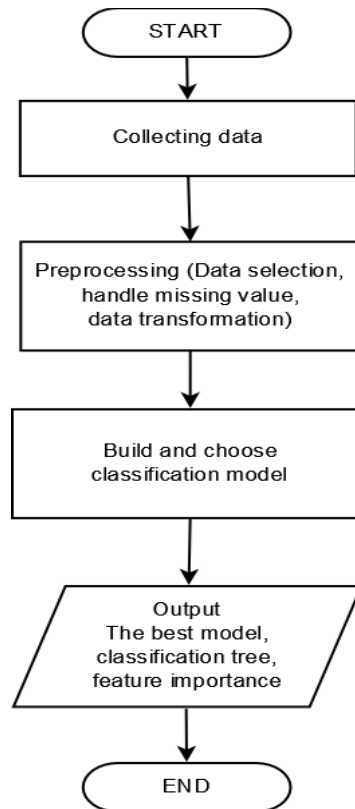 START
Collecting data
Preprocessing (Data selection,
handle missing value,
data transformation)
Build and choose
classification model
Output
The best model,
classification tree,
feature importance
END